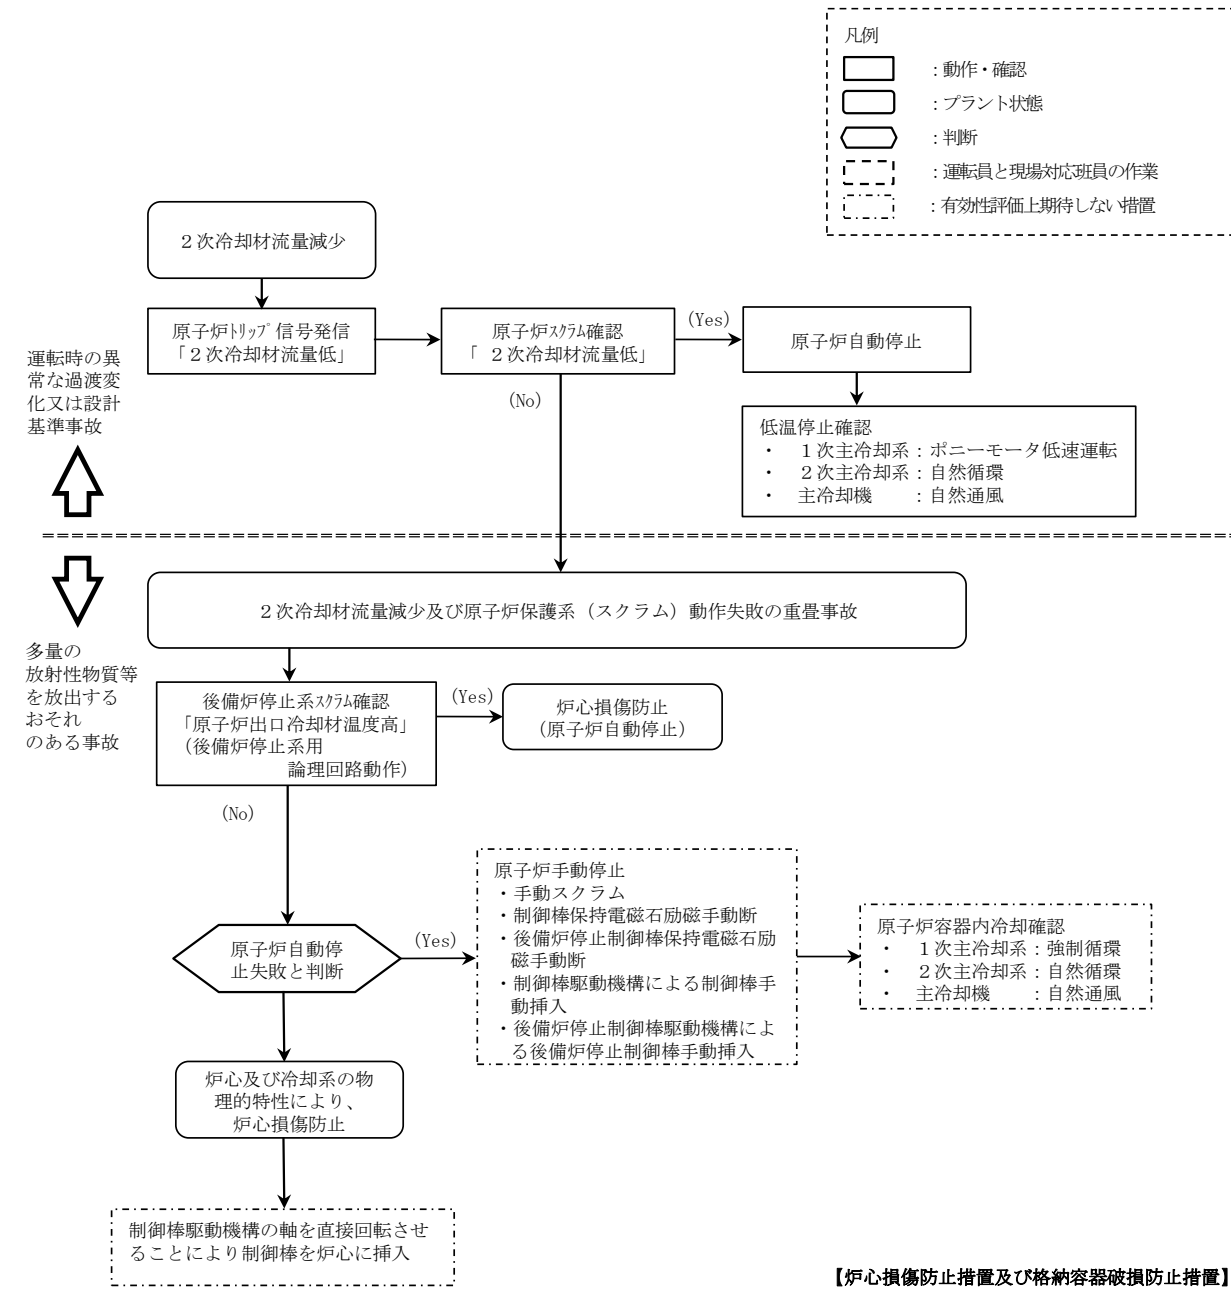 凡例
：動作・確認
：プラント状態
：判断
：運転員と現場対応班員の作業
：有効性評価上期待しない措置
２次冷却材流量減少
原子炉ﾄﾘｯﾌﾟ信号発信
「２次冷却材流量低」
原子炉ｽｸﾗﾑ確認
「 ２次冷却材流量低」
(Yes)
原子炉自動停止
(No)
運転時の異
常な過渡変
化又は設計
基準事故
低温停止確認
・ １次主冷却系：ポニーモータ低速運転
・ ２次主冷却系：自然循環
・ 主冷却機 ：自然通風
２次冷却材流量減少及び原子炉保護系（スクラム）動作失敗の重畳事故
多量の
放射性物質等
を放出する
おそれ
のある事故
後備炉停止系ｽｸﾗﾑ確認
「原子炉出口冷却材温度高」
（後備炉停止系用
論理回路動作）
(Yes)
炉心損傷防止
（原子炉自動停止）
(No)
原子炉自動停
止失敗と判断
(Yes)
原子炉手動停止
・手動スクラム
・制御棒保持電磁石励磁手動断
・後備炉停止制御棒保持電磁石励
磁手動断
・制御棒駆動機構による制御棒手
動挿入
・後備炉停止制御棒駆動機構によ
る後備炉停止制御棒手動挿入
原子炉容器内冷却確認
・ １次主冷却系：強制循環
・ ２次主冷却系：自然循環
・ 主冷却機 ：自然通風
炉心及び冷却系の物
理的特性により、
炉心損傷防止
制御棒駆動機構の軸を直接回転させ
ることにより制御棒を炉心に挿入
【炉心損傷防止措置及び格納容器破損防止措置】